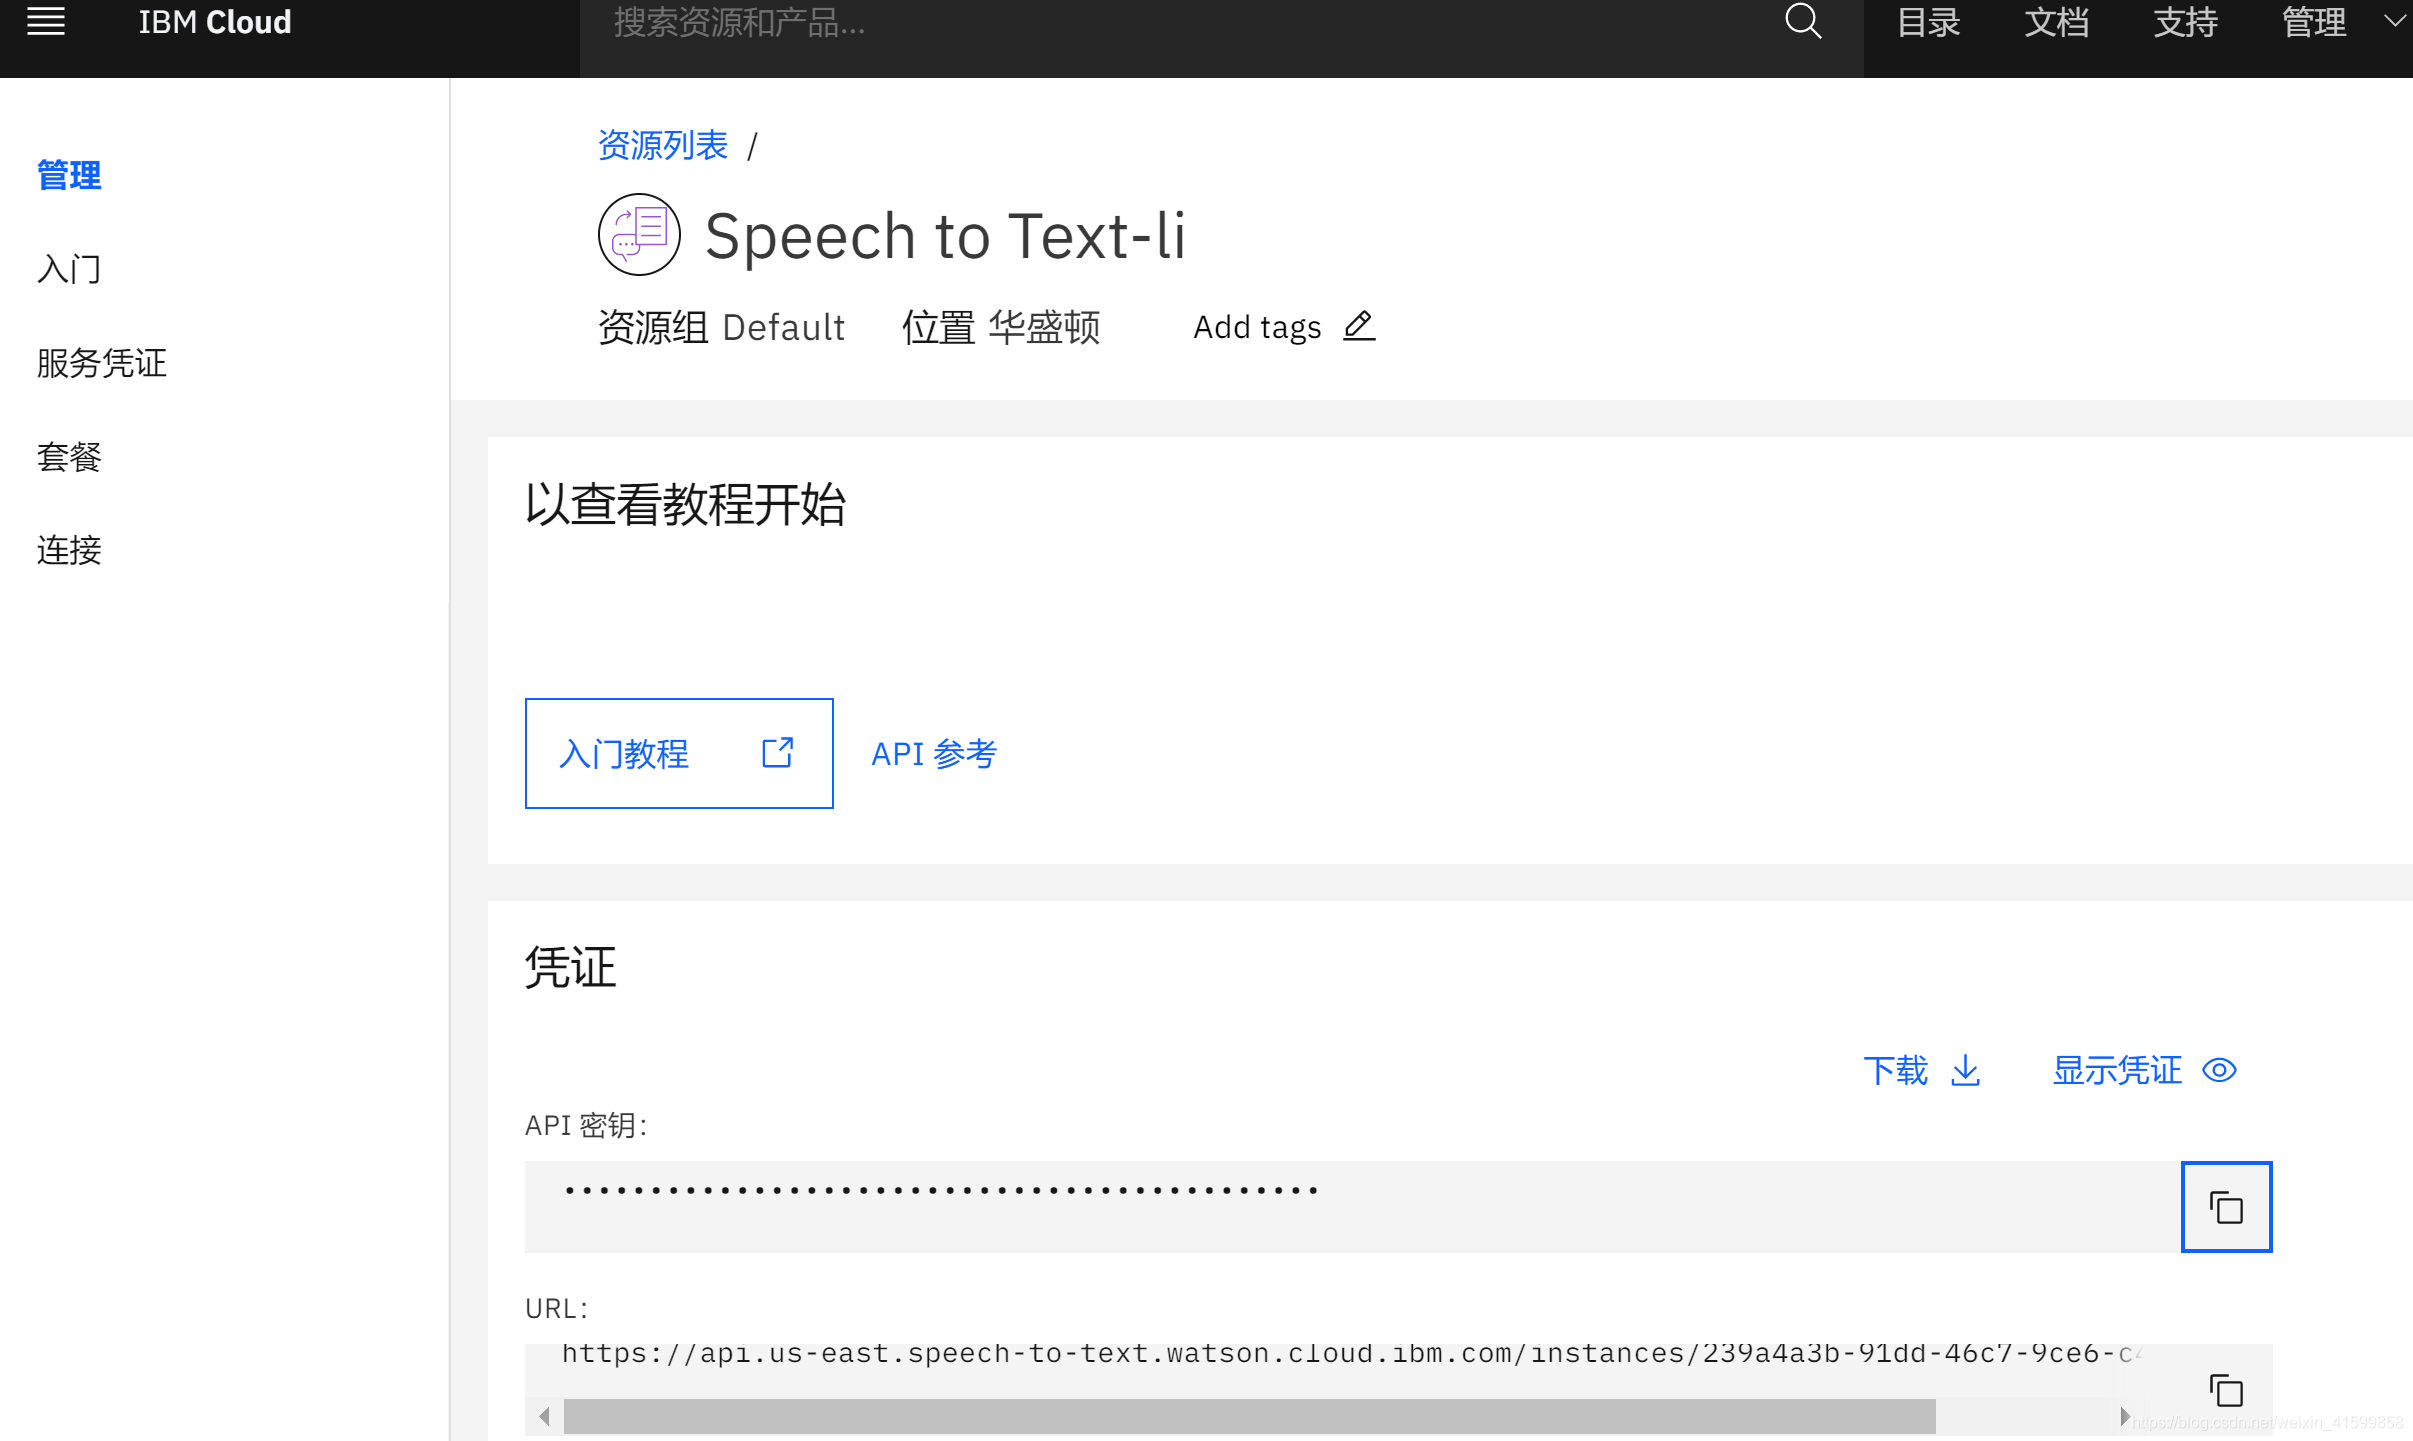 IBM Cloud
搜索资源和产品...
目录
文档
支持
管理
管理
入门
服务凭证
套餐
连接
资源列表 /
Speech to Text-li
资源组 Default
位置 华盛顿
Add tags
以查看教程开始
入门教程
API 参考
凭证
下载
显示凭证
API 密钥:
••••••••••••••••••••••••••••••••••••••••••••
URL:
https://api.us-east.speech-to-text.watson.cloud.ibm.com/instances/239a4a3b-91dd-46c7-9ce6-c4
https://blog.csdn.net/weixin_41599858